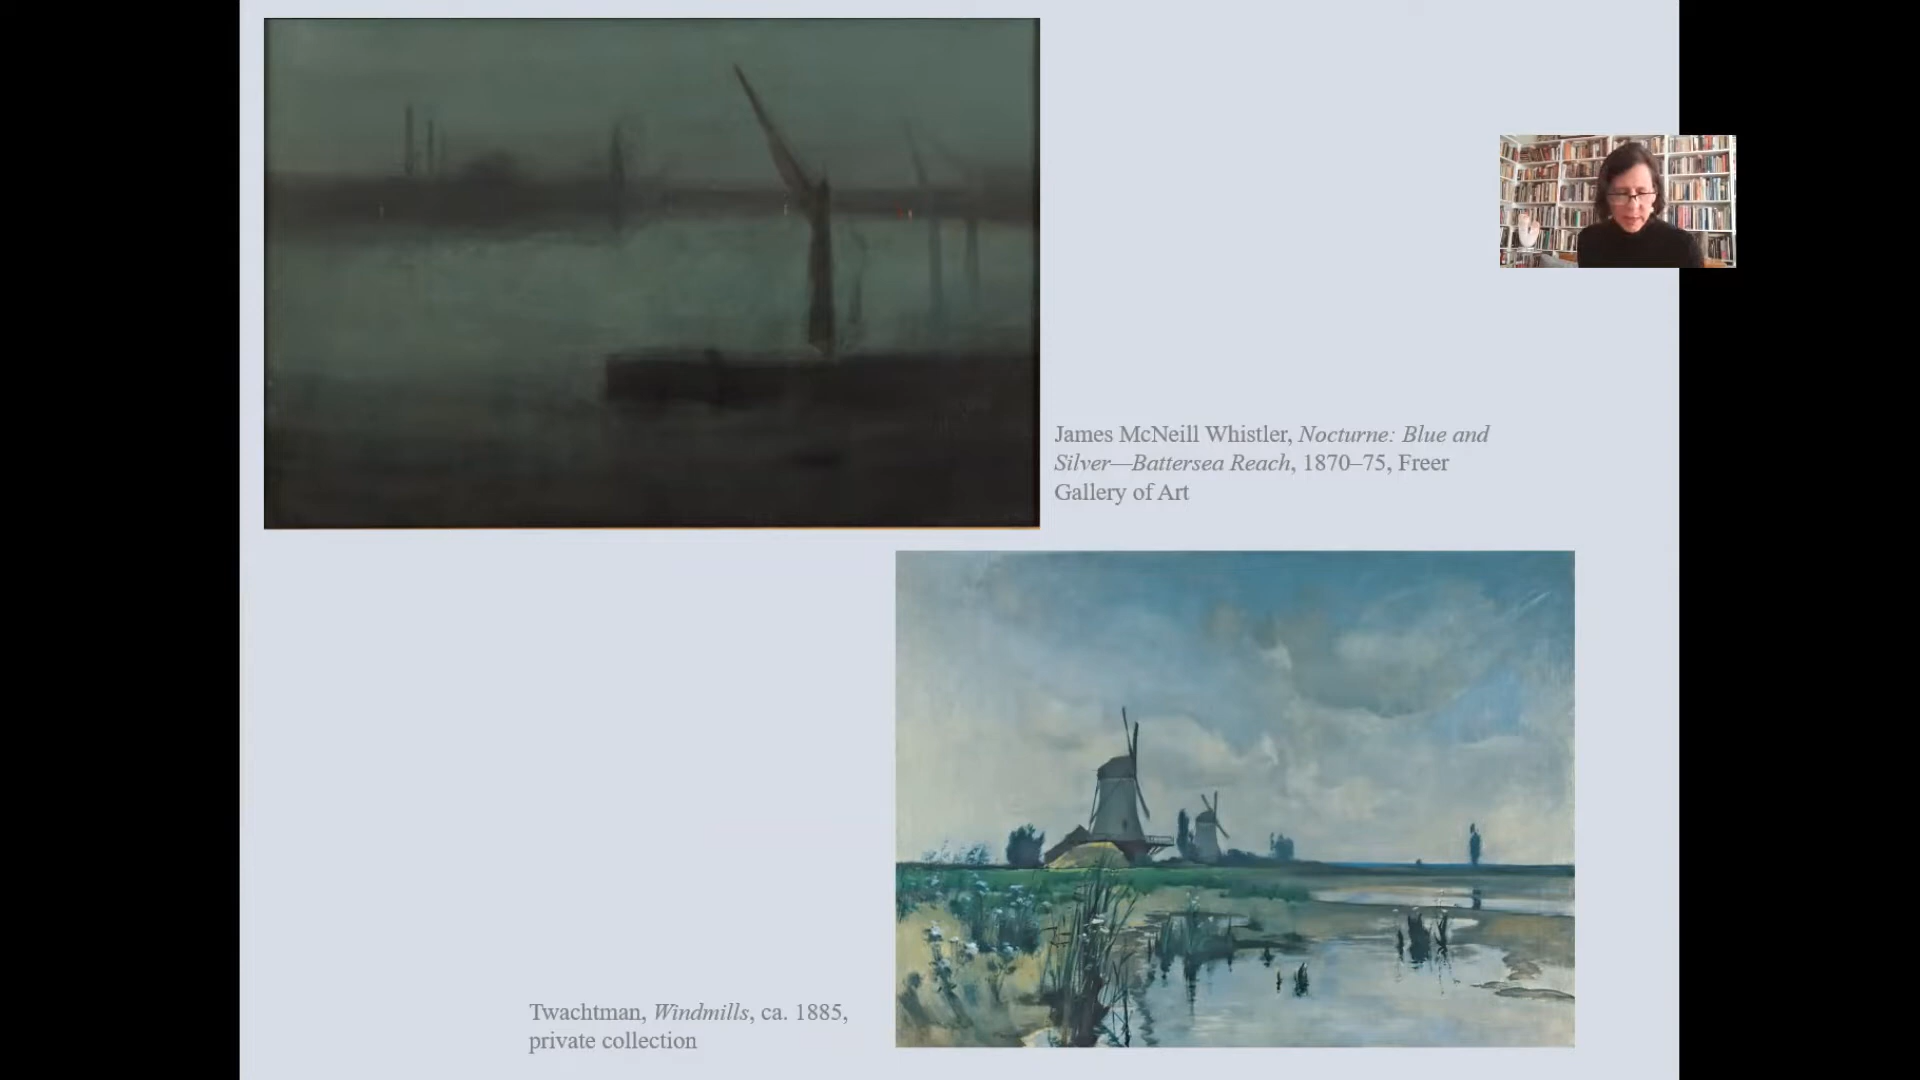 James McNeill Whistler, Nocturne: Blue and
Silver—Battersea Reach, 1870–75, Freer
Gallery of Art
Twachtman, Windmills, ca. 1885,
private collection